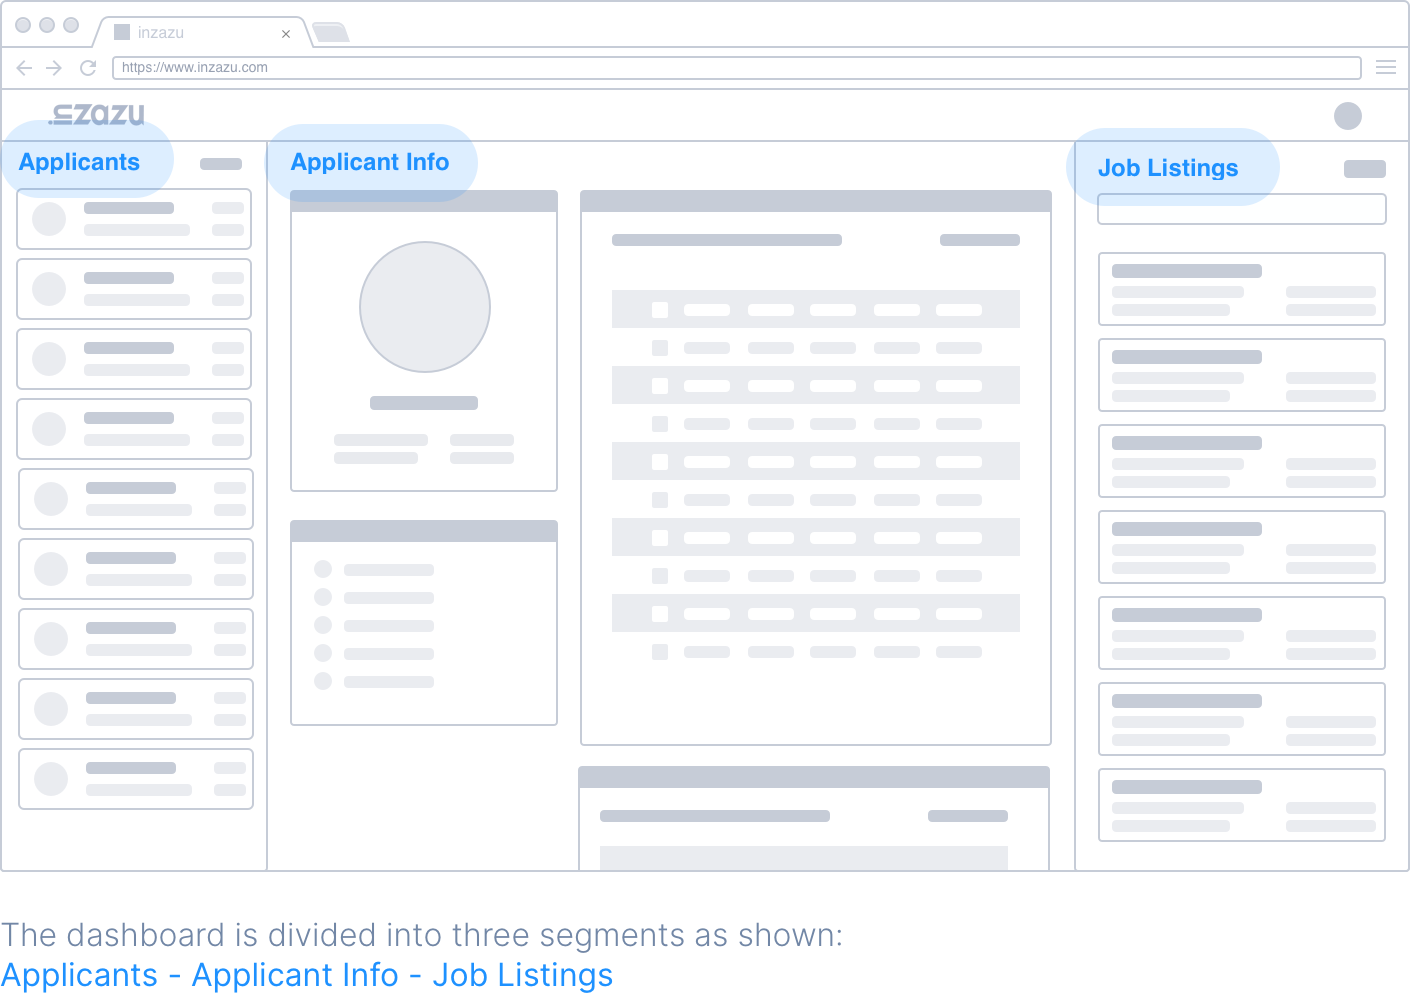 inzazu
https://www.inzazu.com
inzazu
Applicants
Applicant Info
Job Listings
The dashboard is divided into three segments as shown:
Applicants - Applicant Info - Job Listings